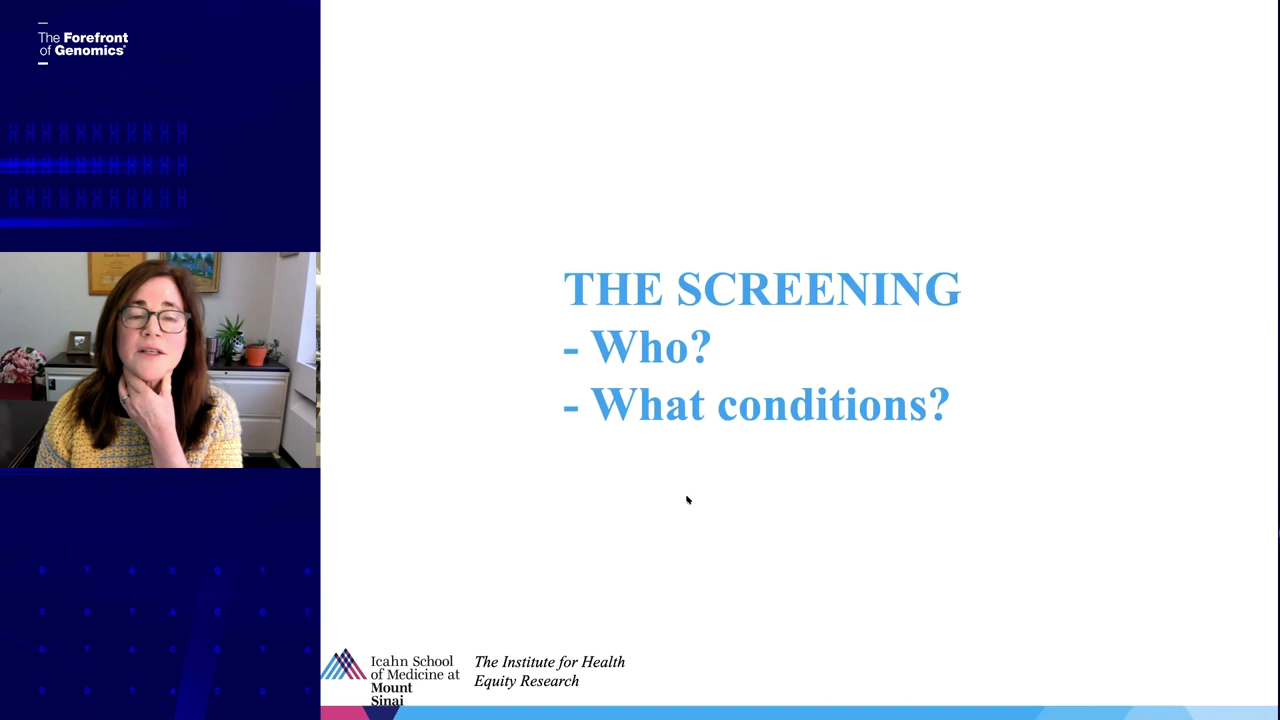 The Forefront
of Genomics®
THE SCREENING
- Who?
- What conditions?
Icahn School
of Medicine at
Mount
Sinai
The Institute for Health
Equity Research